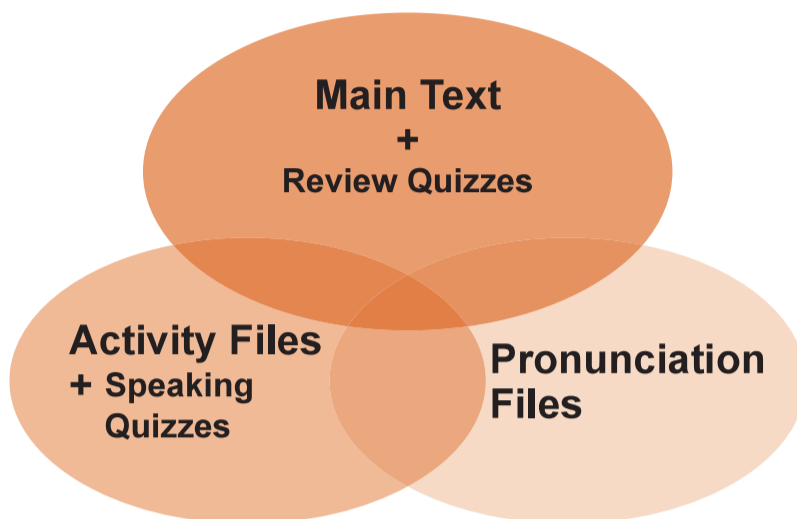 Main Text
+
Review Quizzes
Activity Files
+ Speaking
Quizzes
Pronunciation
Files